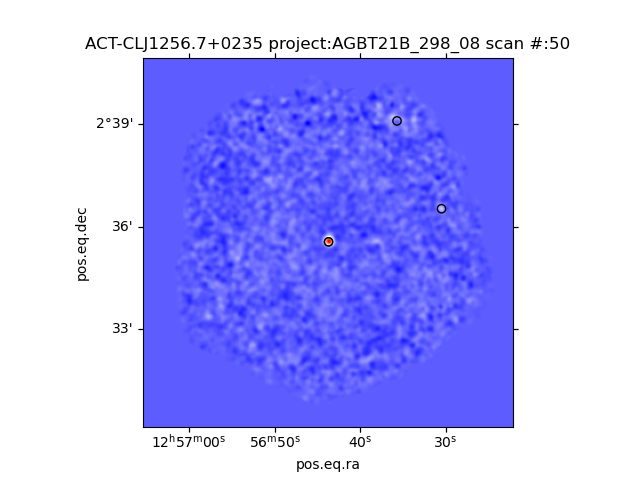 ACT-CLJ1256.7+0235 project:AGBT21B_298_08 scan #:50
2°39'
36'
33'
pos.eq.dec
12ʰ57ᵐ00ˢ 56ᵐ50ˢ 40ˢ 30ˢ
pos.eq.ra